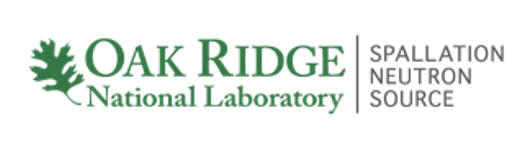 OAK RIDGE
National Laboratory
SPALLATION
NEUTRON
SOURCE